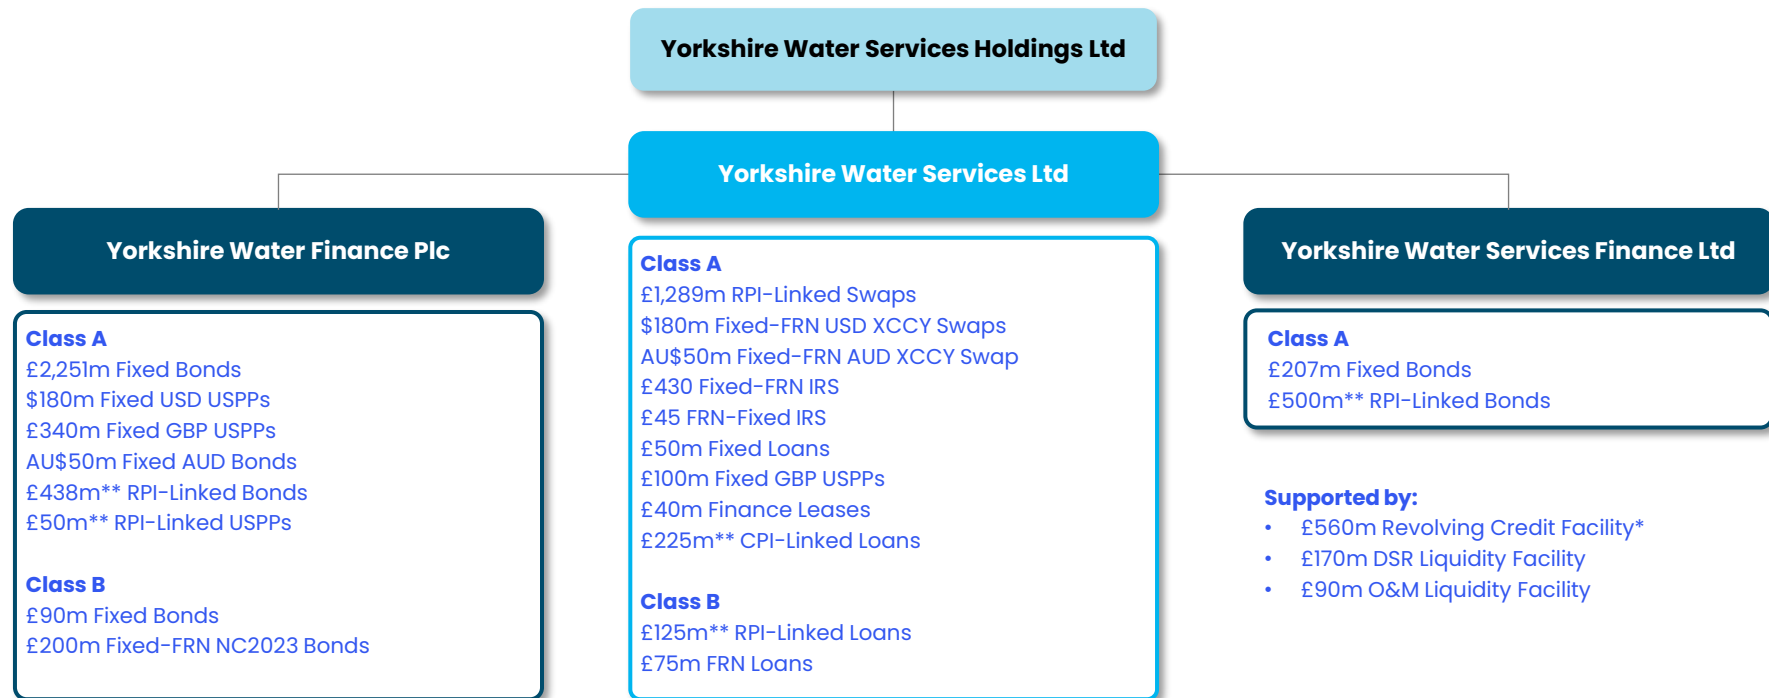 Yorkshire Water Services Holdings Ltd
Yorkshire Water Services Ltd
Yorkshire Water Finance Plc
Class A
£2,251m Fixed Bonds
$180m Fixed USD USPPs
£340m Fixed GBP USPPs
AU$50m Fixed AUD Bonds
£438m** RPI-Linked Bonds
£50m** RPI-Linked USPPs
Class B
£90m Fixed Bonds
£200m Fixed-FRN NC2023 Bonds
Class A
£1,289m RPI-Linked Swaps
$180m Fixed-FRN USD XCCY Swaps
AU$50m Fixed-FRN AUD XCCY Swap
£430 Fixed-FRN IRS
£45 FRN-Fixed IRS
£50m Fixed Loans
£100m Fixed GBP USPPs
£40m Finance Leases
£225m** CPI-Linked Loans
Class B
£125m** RPI-Linked Loans
£75m FRN Loans
Yorkshire Water Services Finance Ltd
Class A
£207m Fixed Bonds
£500m** RPI-Linked Bonds
Supported by:
• £560m Revolving Credit Facility*
• £170m DSR Liquidity Facility
• £90m O&M Liquidity Facility